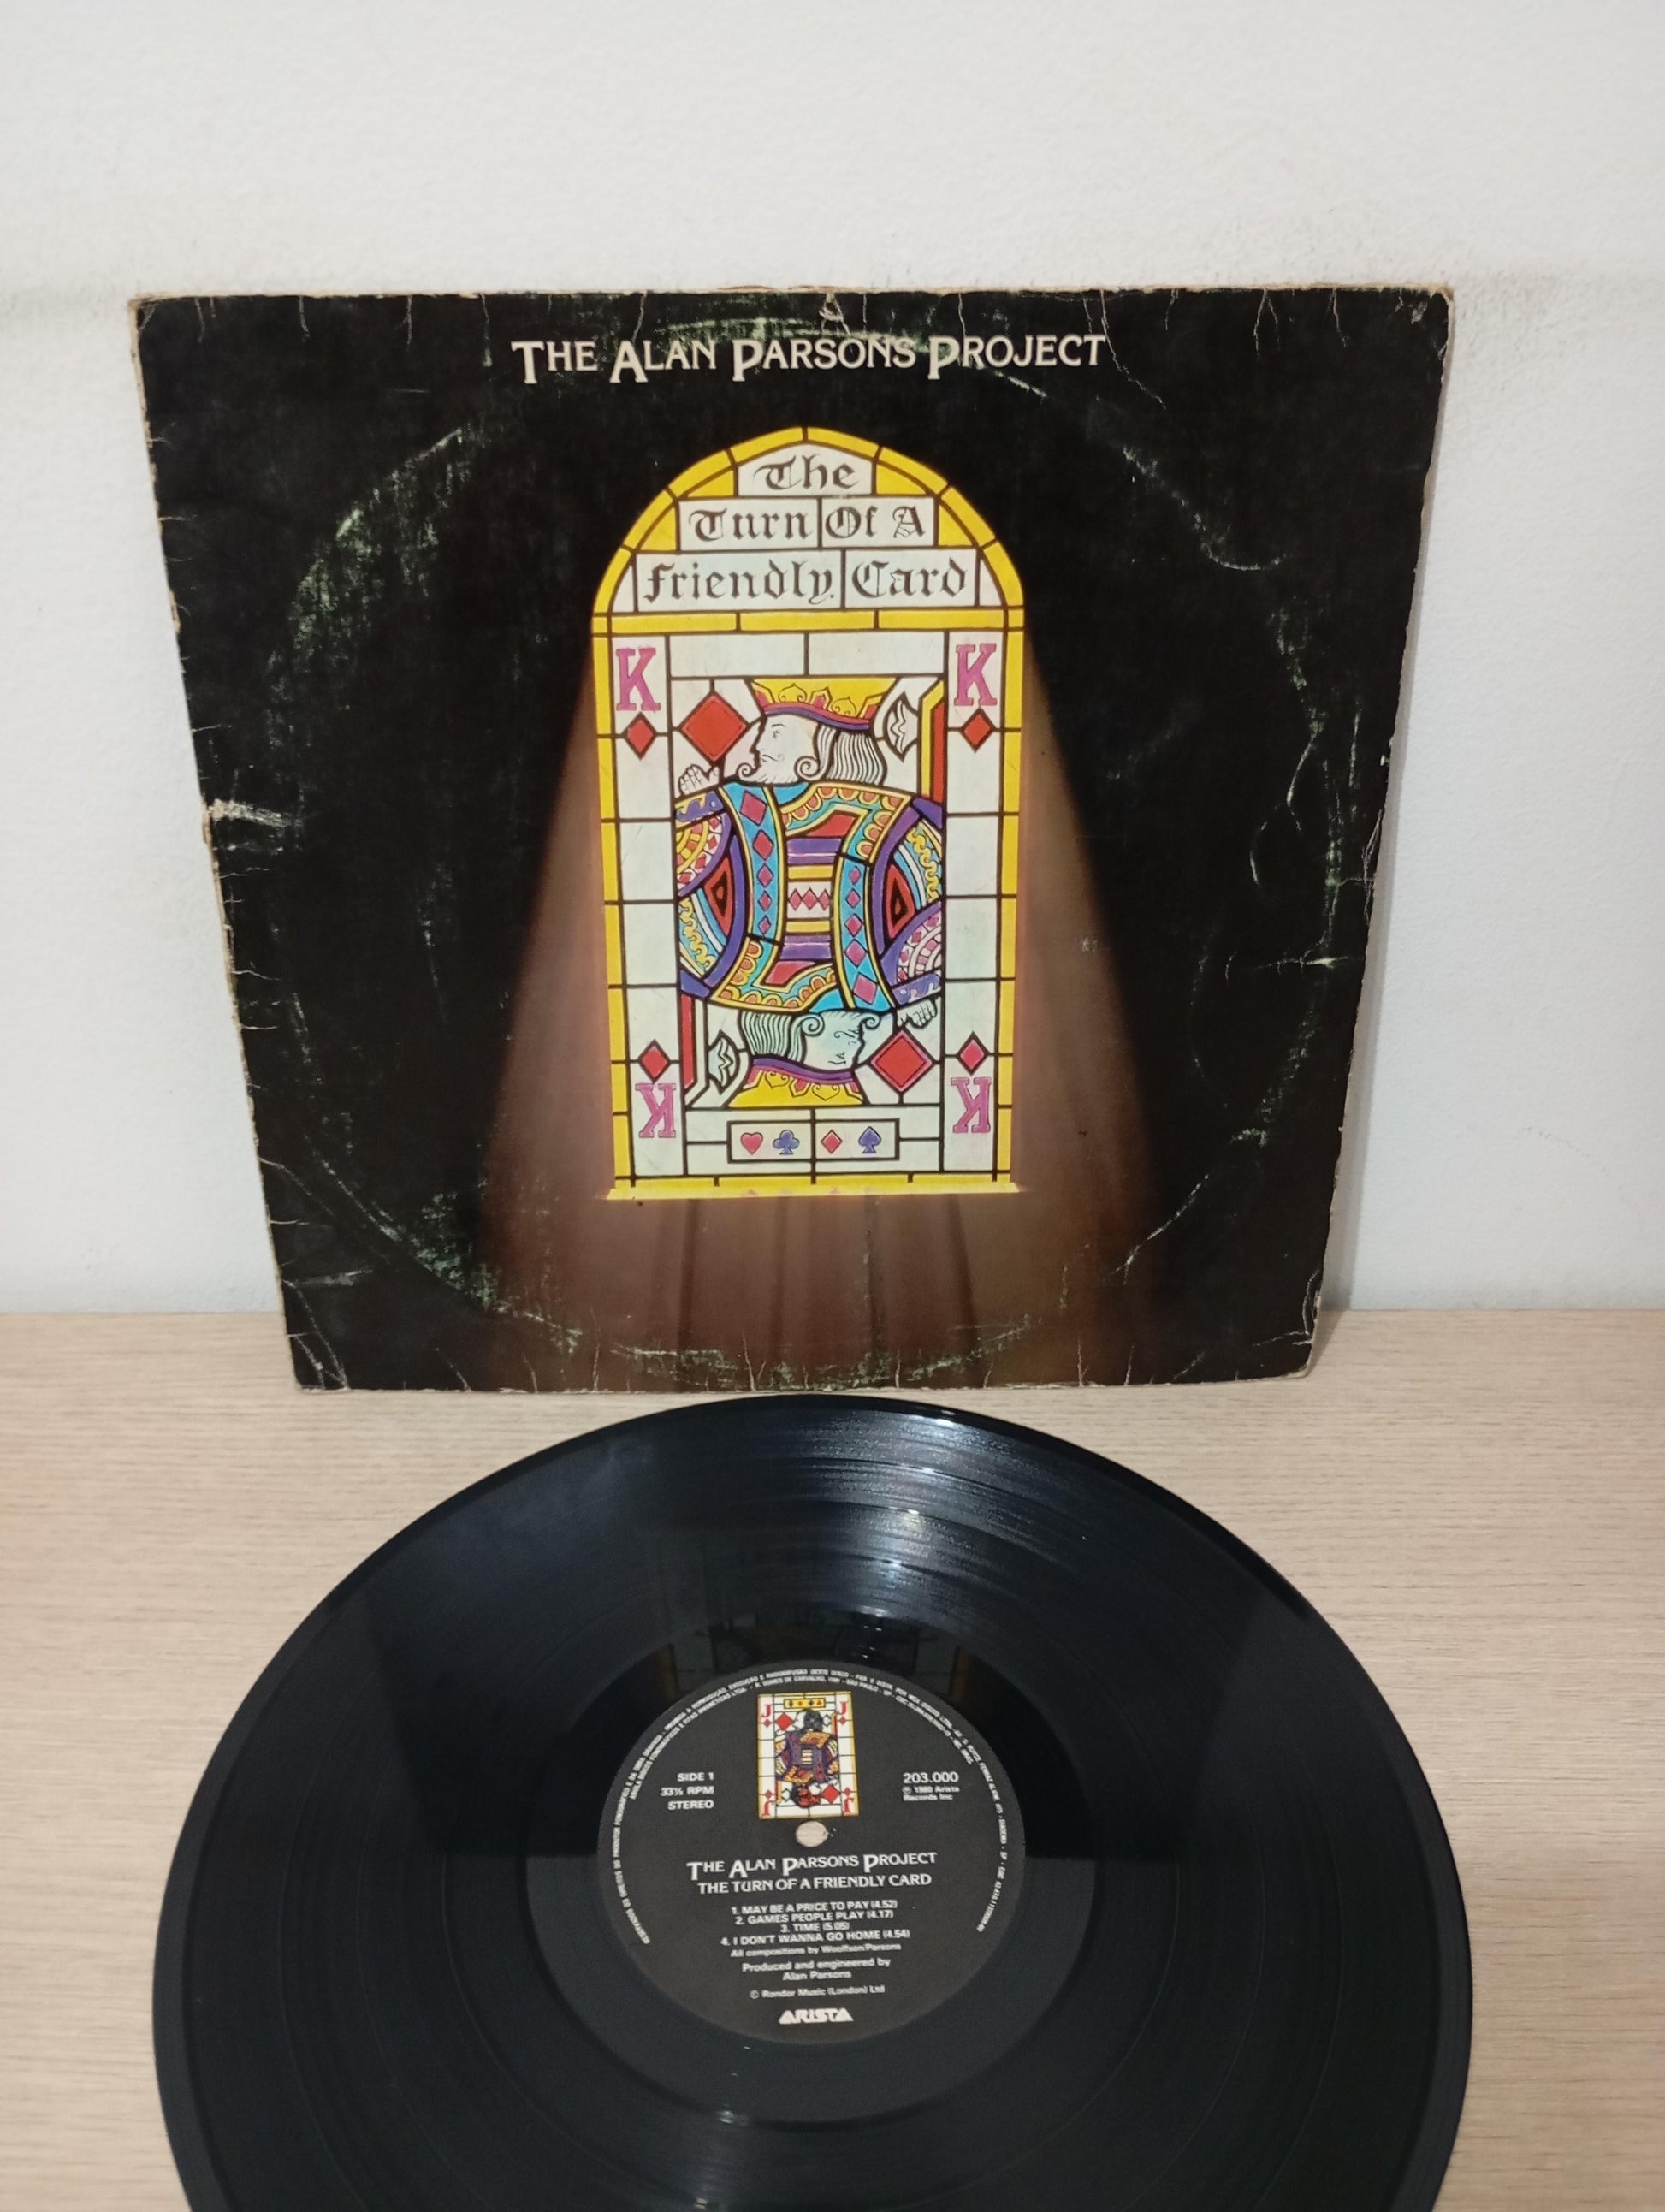 THE ALAN PARSONS PROJECT
The
Turn Of A
Friendly Card
K K
K K
J J
J J
SIDE 1
33⅓ RPM
STEREO
203.000
℗ 1980 Arista
Records Inc
THE ALAN PARSONS PROJECT
THE TURN OF A FRIENDLY CARD
1. MAY BE A PRICE TO PAY (4.52)
2. GAMES PEOPLE PLAY (4.17)
3. TIME (5.05)
4. I DON'T WANNA GO HOME (4.54)
All compositions by Woolfson/Parsons
Produced and engineered by
Alan Parsons
© Rondor Music (London) Ltd
ARISTA